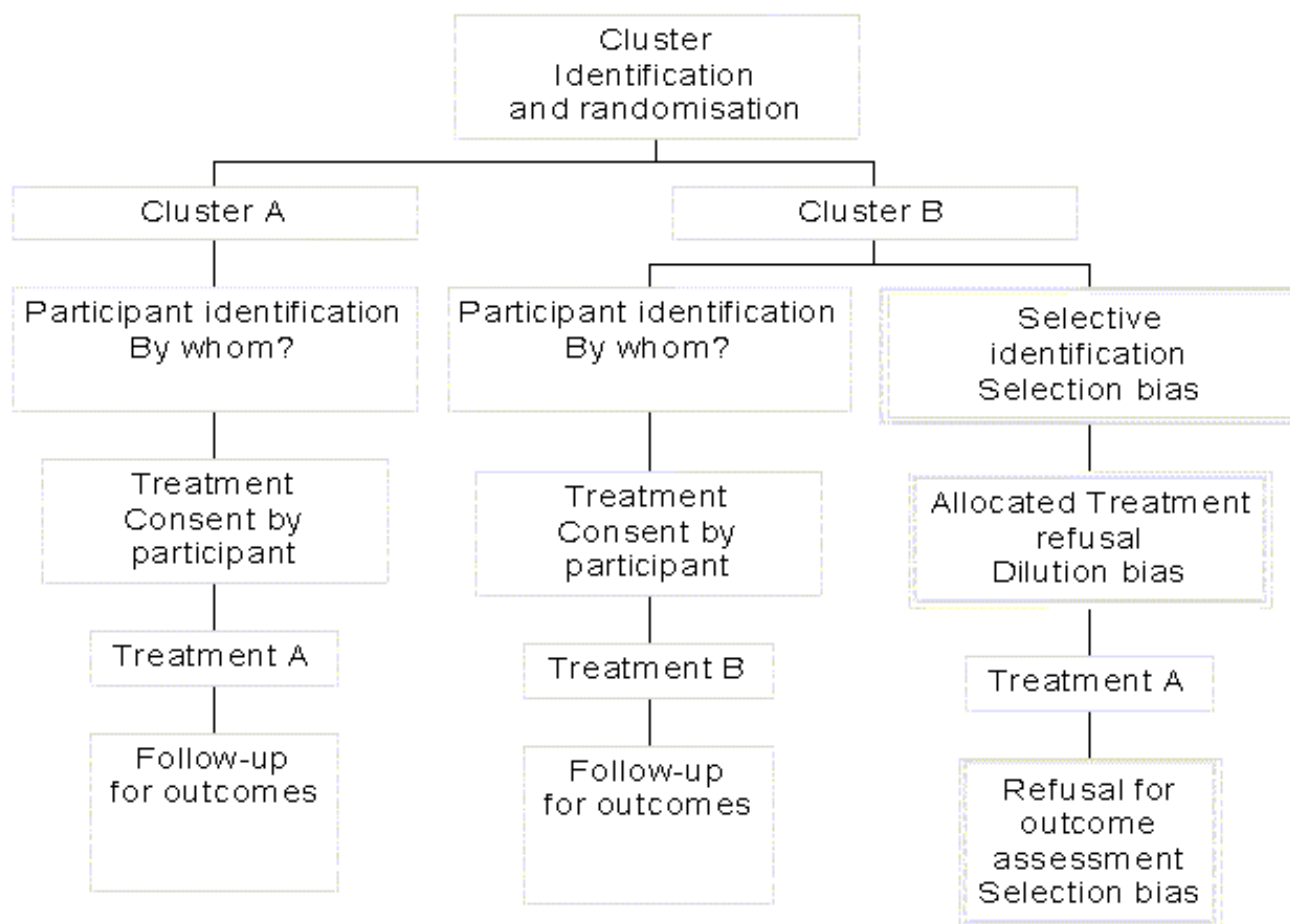 Cluster
Identification
and randomisation
Cluster A
Cluster B
Participant identification
By whom?
Participant identification
By whom?
Selective
identification
Selection bias
Treatment
Consent by
participant
Treatment
Consent by
participant
Allocated Treatment
refusal
Dilution bias
Treatment A
Treatment B
Treatment A
Follow-up
for outcomes
Follow-up
for outcomes
Refusal for
outcome
assessment
Selection bias